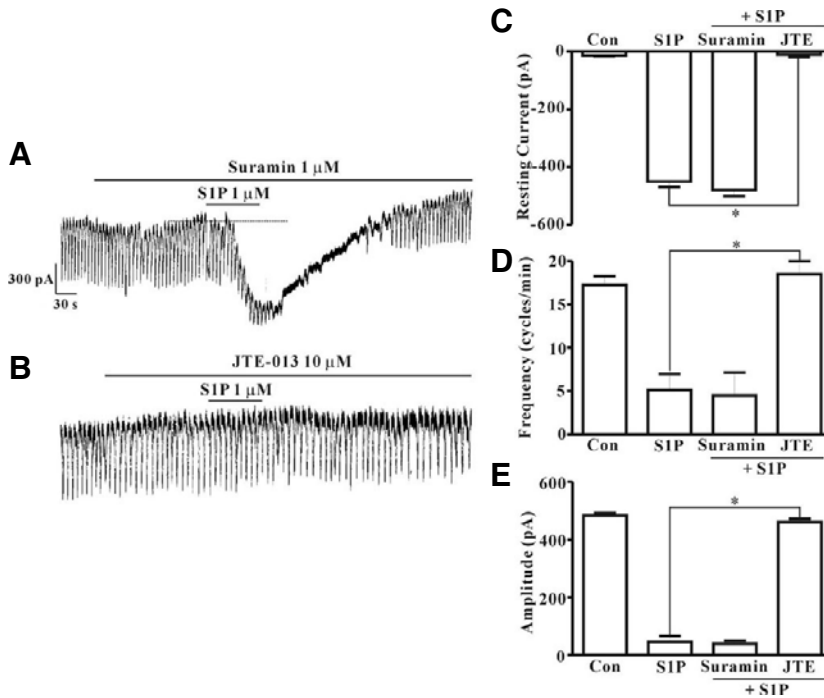 A
Suramin 1 µM
S1P 1 µM
300 pA
30 s
B
JTE-013 10 µM
S1P 1 µM
C
+ S1P
Con S1P Suramin JTE
Resting Current (pA)
0
-200
-400
-600
*
D
Frequency (cycles/min)
20
15
10
5
0
*
Con S1P Suramin JTE
+ S1P
E
Amplitude (pA)
600
400
200
0
*
Con S1P Suramin JTE
+ S1P